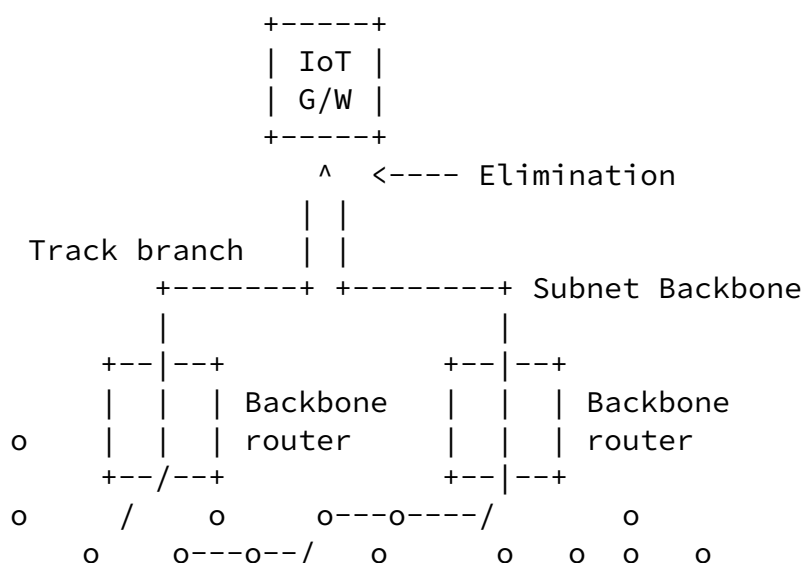 +-----+
| IoT |
| G/W |
+-----+
^ <---- Elimination
| |
Track branch | |
+-------+ +--------+ Subnet Backbone
| |
+--|--+ +--|--+
| | | Backbone | | | Backbone
o | | | router | | | router
+--/--+ +--|--+
o / o o---o----/ o
o o---o--/ o o o o o